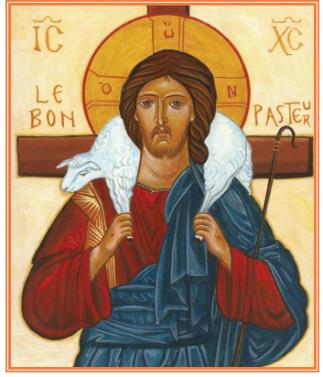 IC XC
Ο Ω Ν
LE BON PASTEUR